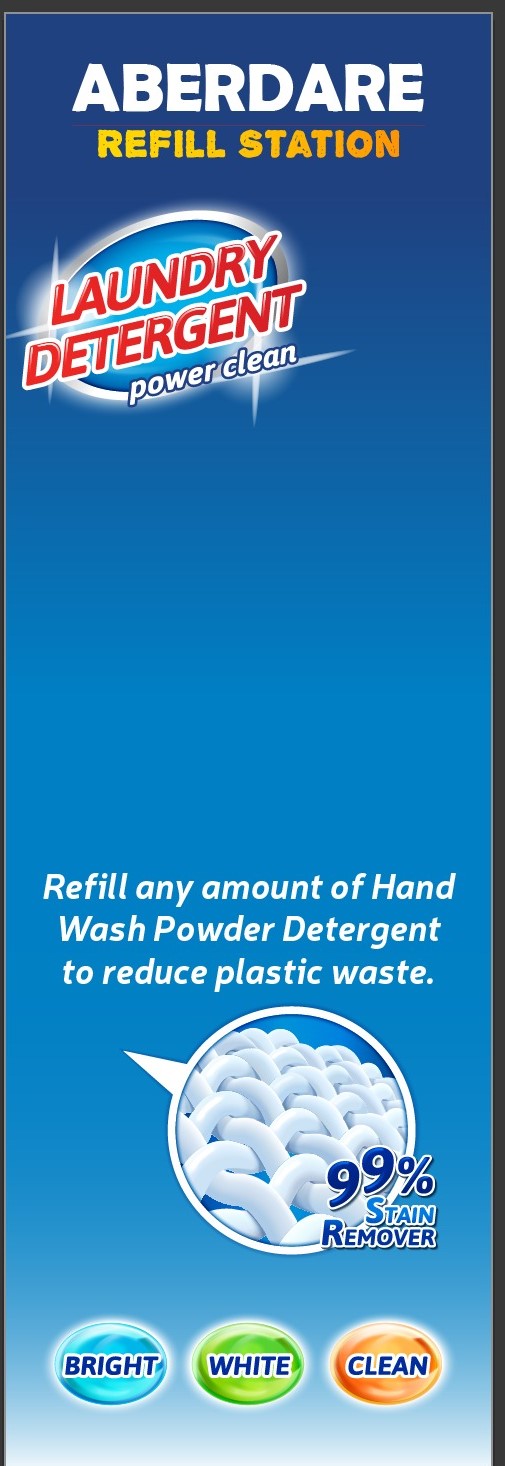 ABERDARE
REFILL STATION
LAUNDRY
DETERGENT
power clean
Refill any amount of Hand
Wash Powder Detergent
to reduce plastic waste.
99%
STAIN
REMOVER
BRIGHT WHITE CLEAN